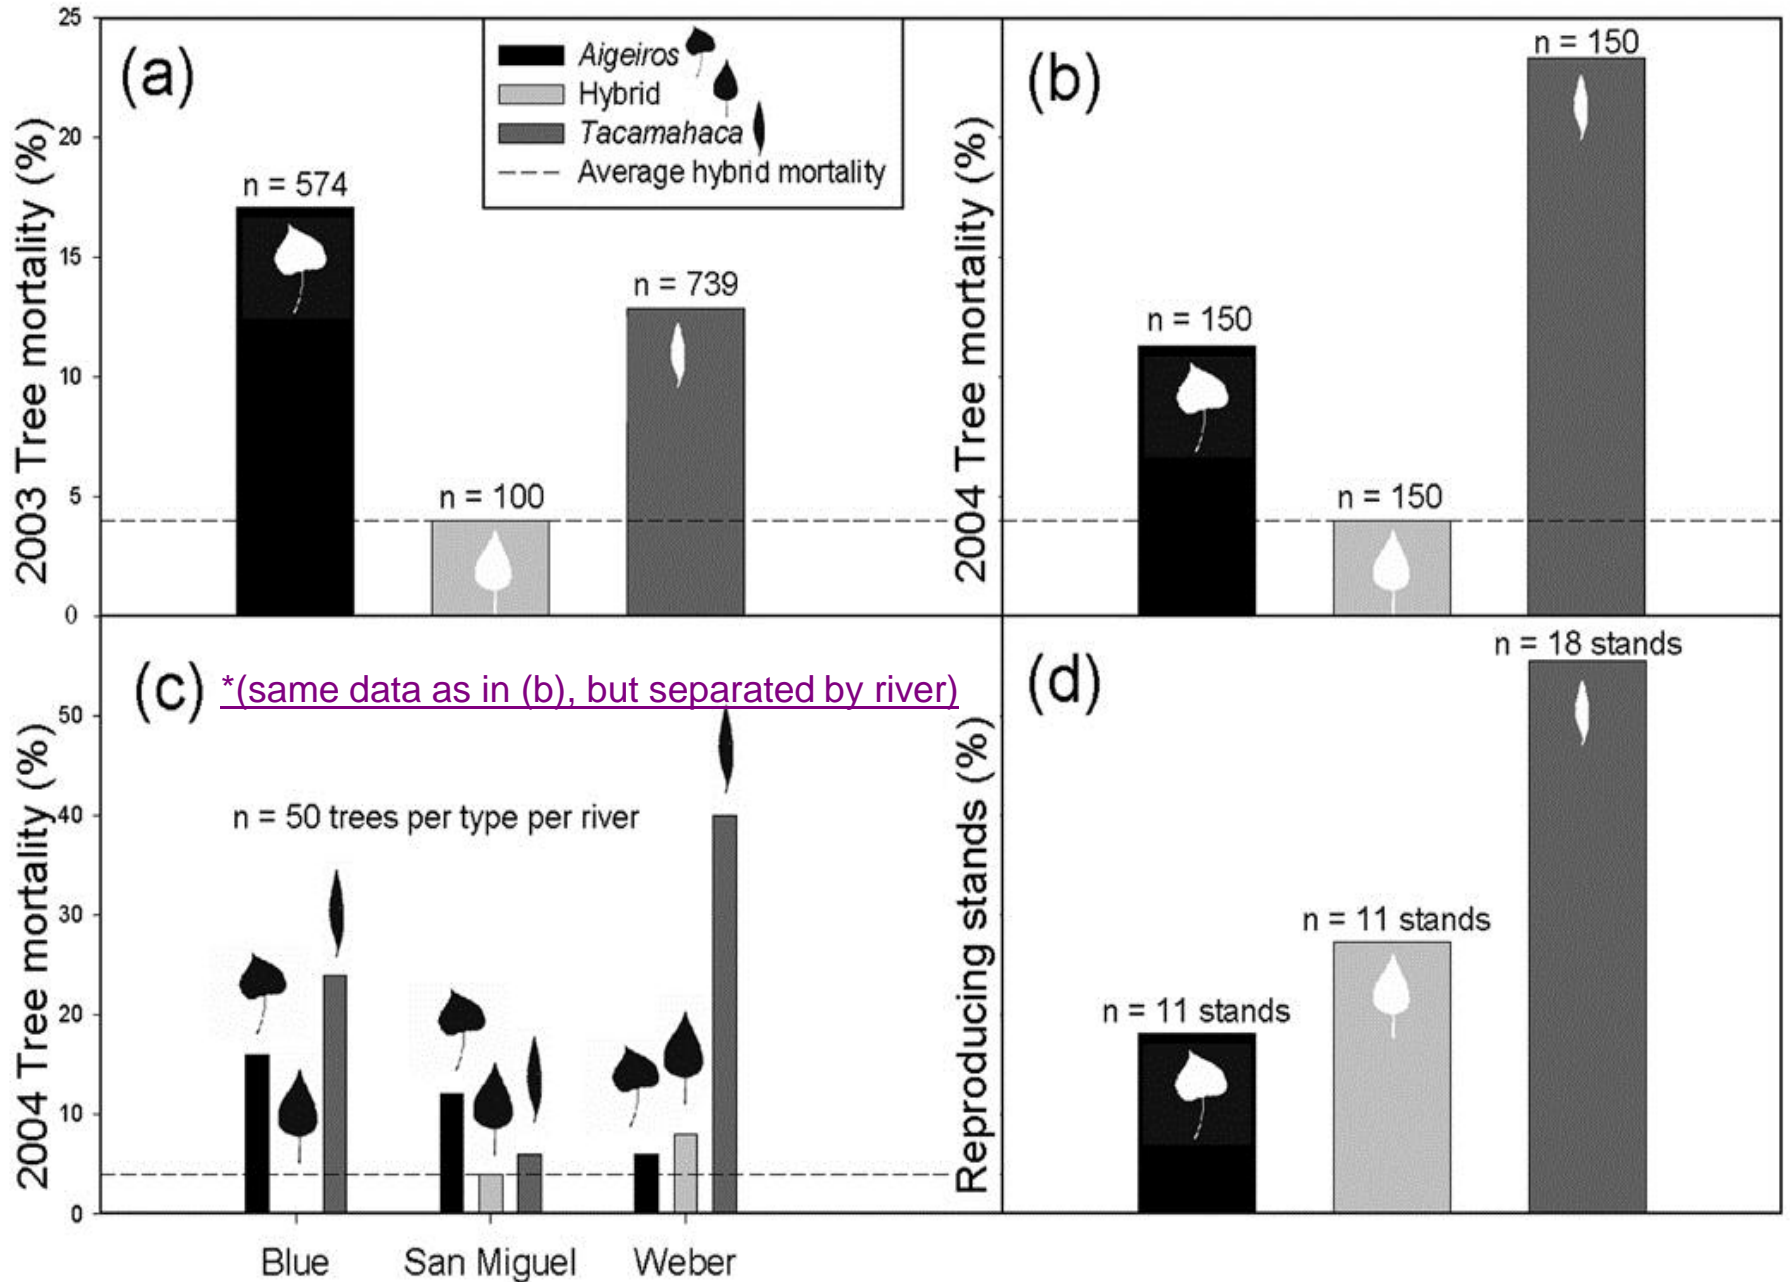 (a)
25
20
15
10
5
0
2003 Tree mortality (%)
n = 574
n = 100
n = 739
Aigeiros
Hybrid
Tacamahaca
Average hybrid mortality
(b)
2004 Tree mortality (%)
n = 150
n = 150
n = 150
(c) *(same data as in (b), but separated by river)
50
40
30
20
10
0
2004 Tree mortality (%)
n = 50 trees per type per river
Blue
San Miguel
Weber
(d)
Reproducing stands (%)
n = 11 stands
n = 11 stands
n = 18 stands